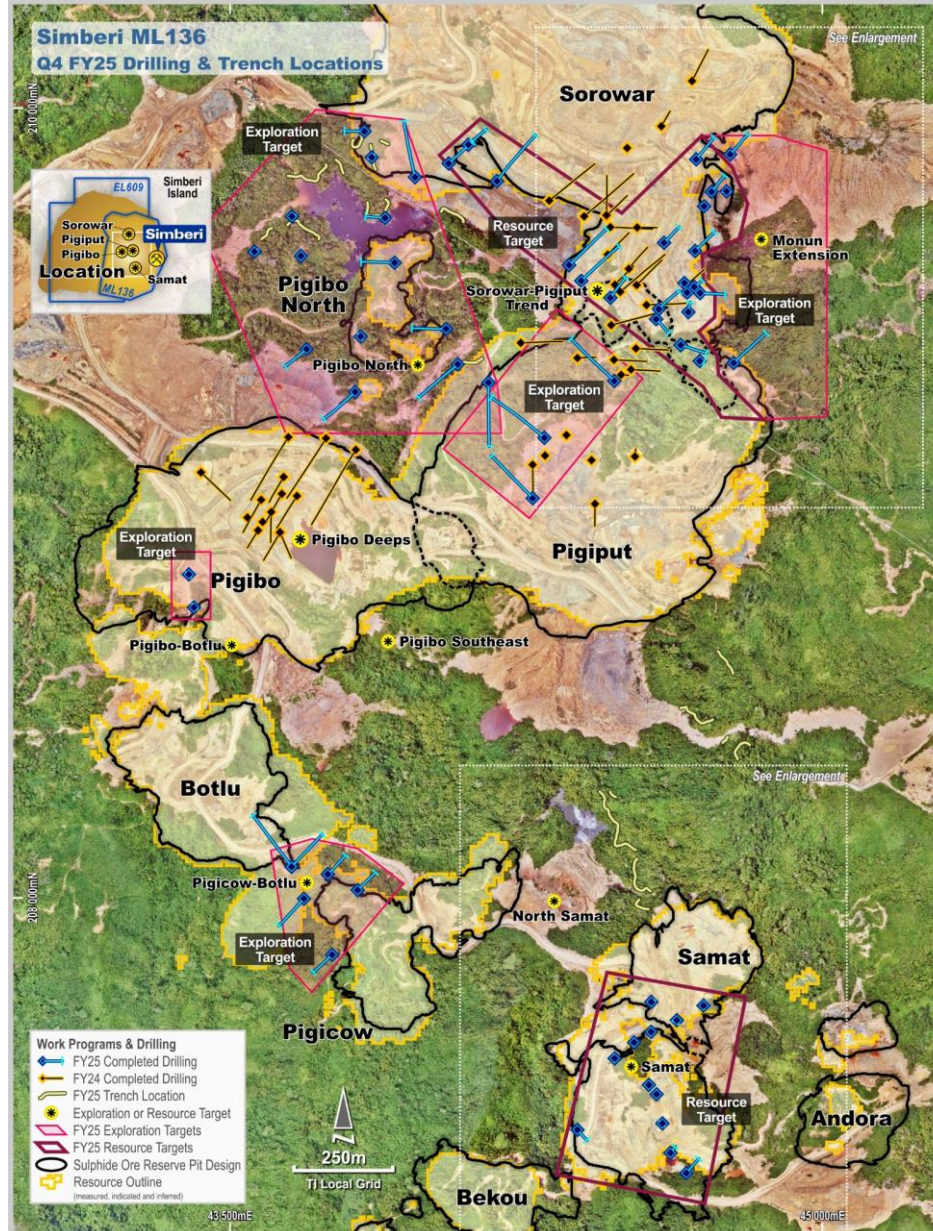 Simberi ML136
Q4 FY25 Drilling & Trench Locations
See Enlargement
210 000mN
Sorowar
Exploration
Target
EL609
Simberi
Island
Sorowar
Pigiput
Pigibo
Simberi
Location
Samat
ML136
Resource
Target
Monun
Extension
Pigibo
North
Sorowar-Pigiput
Trend
Exploration
Target
Pigibo North
Exploration
Target
Exploration
Target
Pigibo Deeps
Pigibo
Pigiput
Pigibo-Botlu
Pigibo Southeast
Botlu
See Enlargement
208 000mN
Pigicow-Botlu
North Samat
Exploration
Target
Samat
Pigicow
Samat
Resource
Target
Andora
Bekou
Work Programs & Drilling
FY25 Completed Drilling
FY24 Completed Drilling
FY25 Trench Location
Exploration or Resource Target
FY25 Exploration Targets
FY25 Resource Targets
Sulphide Ore Reserve Pit Design
Resource Outline
(measured, indicated and inferred)
N
250m
TI Local Grid
43 500mE
45 000mE